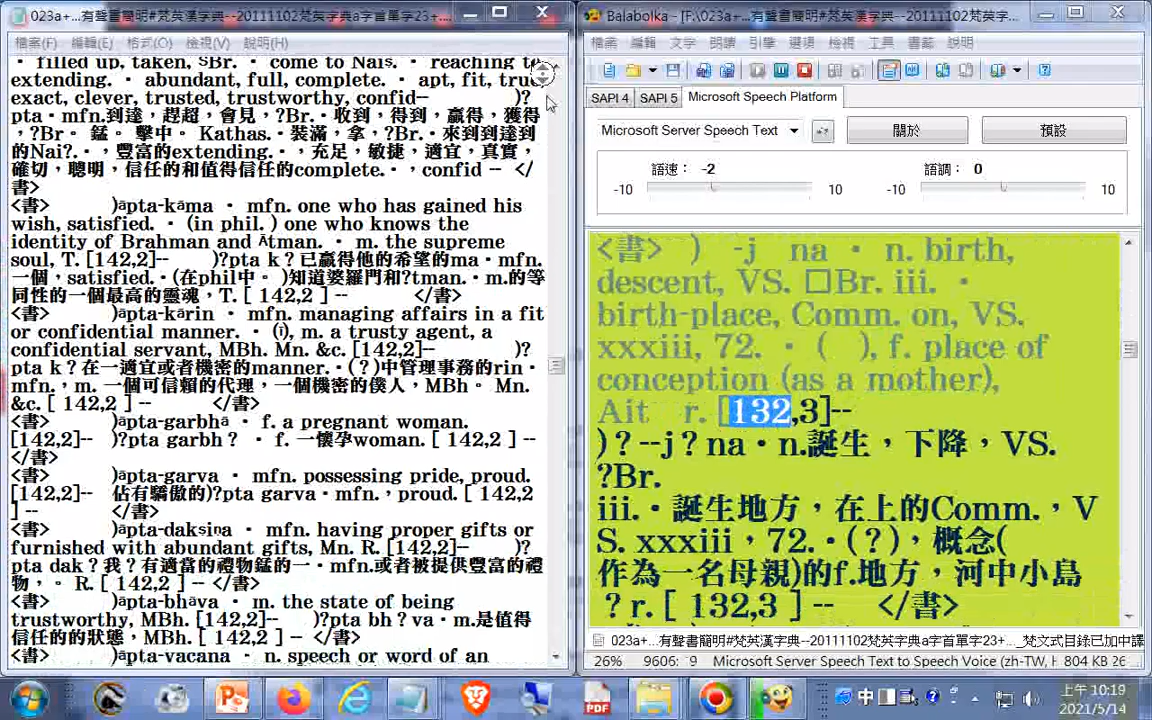 023a+...有聲書簡明#梵英漢字典--20111102梵英字典a字首單字23+...
檔案(F) 編輯(E) 格式(O) 檢視(V) 說明(H)
· filled up, taken, ŚBr. · come to Nais. · reaching to
extending. · abundant, full, complete. · apt, fit, true,
exact, clever, trusted, trustworthy, confid-- )?
pta · mfn.到達，趕超，會見，?Br. · 收到，得到，贏得，獲得
，?Br。 錳。 擊中。 Kathas. · 裝滿，拿，?Br. · 來到到達到
的Nai?. · ，豐富的extending. · ，充足，敏捷，適宜，真實，
確切，聰明，信任的和值得信任的complete. · ，confid -- </
書>
<書> )āpta-kāma · mfn. one who has gained his
wish, satisfied. · (in phil. ) one who knows the
identity of Brahman and Ātman. · m. the supreme
soul, T. [142,2]-- )?pta k？已贏得他的希望的ma · mfn.
一個，satisfied. · (在phil中。 )知道婆羅門和?tman. · m.的等
同性的一個最高的靈魂，T. [ 142,2 ] -- </書>
<書> )āpta-kārin · mfn. managing affairs in a fit
or confidential manner. · (ī), m. a trusty agent, a
confidential servant, MBh. Mn. &c. [142,2]-- )?
pta k？在一適宜或者機密的manner. · (？)中管理事務的rin ·
mfn.，m. 一個可信賴的代理，一個機密的僕人，MBh。 Mn.
&c. [ 142,2 ] -- </書>
<書> )āpta-garbhā · f. a pregnant woman.
[142,2]-- )?pta garbh？ · f. 一懷孕woman. [ 142,2 ] --
</書>
<書> )āpta-garva · mfn. possessing pride, proud.
[142,2]-- 佔有驕傲的)?pta garva · mfn.，proud. [ 142,2
] -- </書>
<書> )āpta-daksina · mfn. having proper gifts or
furnished with abundant gifts, Mn. R. [142,2]-- )?
pta dak？我？有適當的禮物錳的一 · mfn.或者被提供豐富的禮
物，。 R. [ 142,2 ] -- </書>
<書> )āpta-bhāva · m. the state of being
trustworthy, MBh. [142,2]-- )?pta bh？va · m.是值得
信任的的狀態，MBh. [ 142,2 ] -- </書>
<書> )āpta-vacana · n. speech or word of an
Balabolka - [F:\023a+...有聲書簡明#梵英漢字典--20111102梵英字...
檔案 編輯 文字 朗讀 引擎 選項 檢視 工具 書籤 說明
SAPI 4 SAPI 5 Microsoft Speech Platform
Microsoft Server Speech Text 關於 預設
語速： -2 語調： 0
-10 10 -10 10
<書> ) -j na · n. birth,
descent, VS. □Br. iii. ·
birth-place, Comm. on, VS.
xxxiii, 72. · ( ), f. place of
conception (as a mother),
Ait r. [132,3]--
)？--j？na · n.誕生，下降，VS.
?Br.
iii. · 誕生地方，在上的Comm.，V
S. xxxiii，72. · (？)，概念(
作為一名母親)的f.地方，河中小島
？r. [ 132,3 ] -- </書>
023a+...有聲書簡明#梵英漢字典--20111102梵英字典a字首單字23+..._梵文式目錄已加中譯
26% 9606: 9 Microsoft Server Speech Text to Speech Voice (zh-TW, H 804 KB 26
PDF
中
上午 10:19
2021/5/14